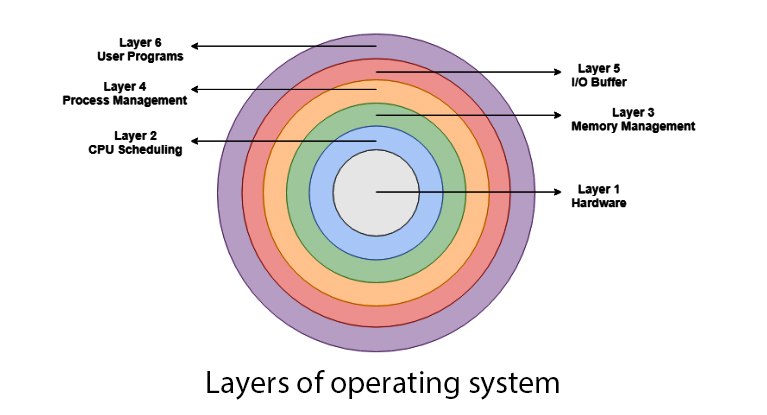 Layer 6
User Programs
Layer 5
I/O Buffer
Layer 4
Process Management
Layer 3
Memory Management
Layer 2
CPU Scheduling
Layer 1
Hardware
Layers of operating system